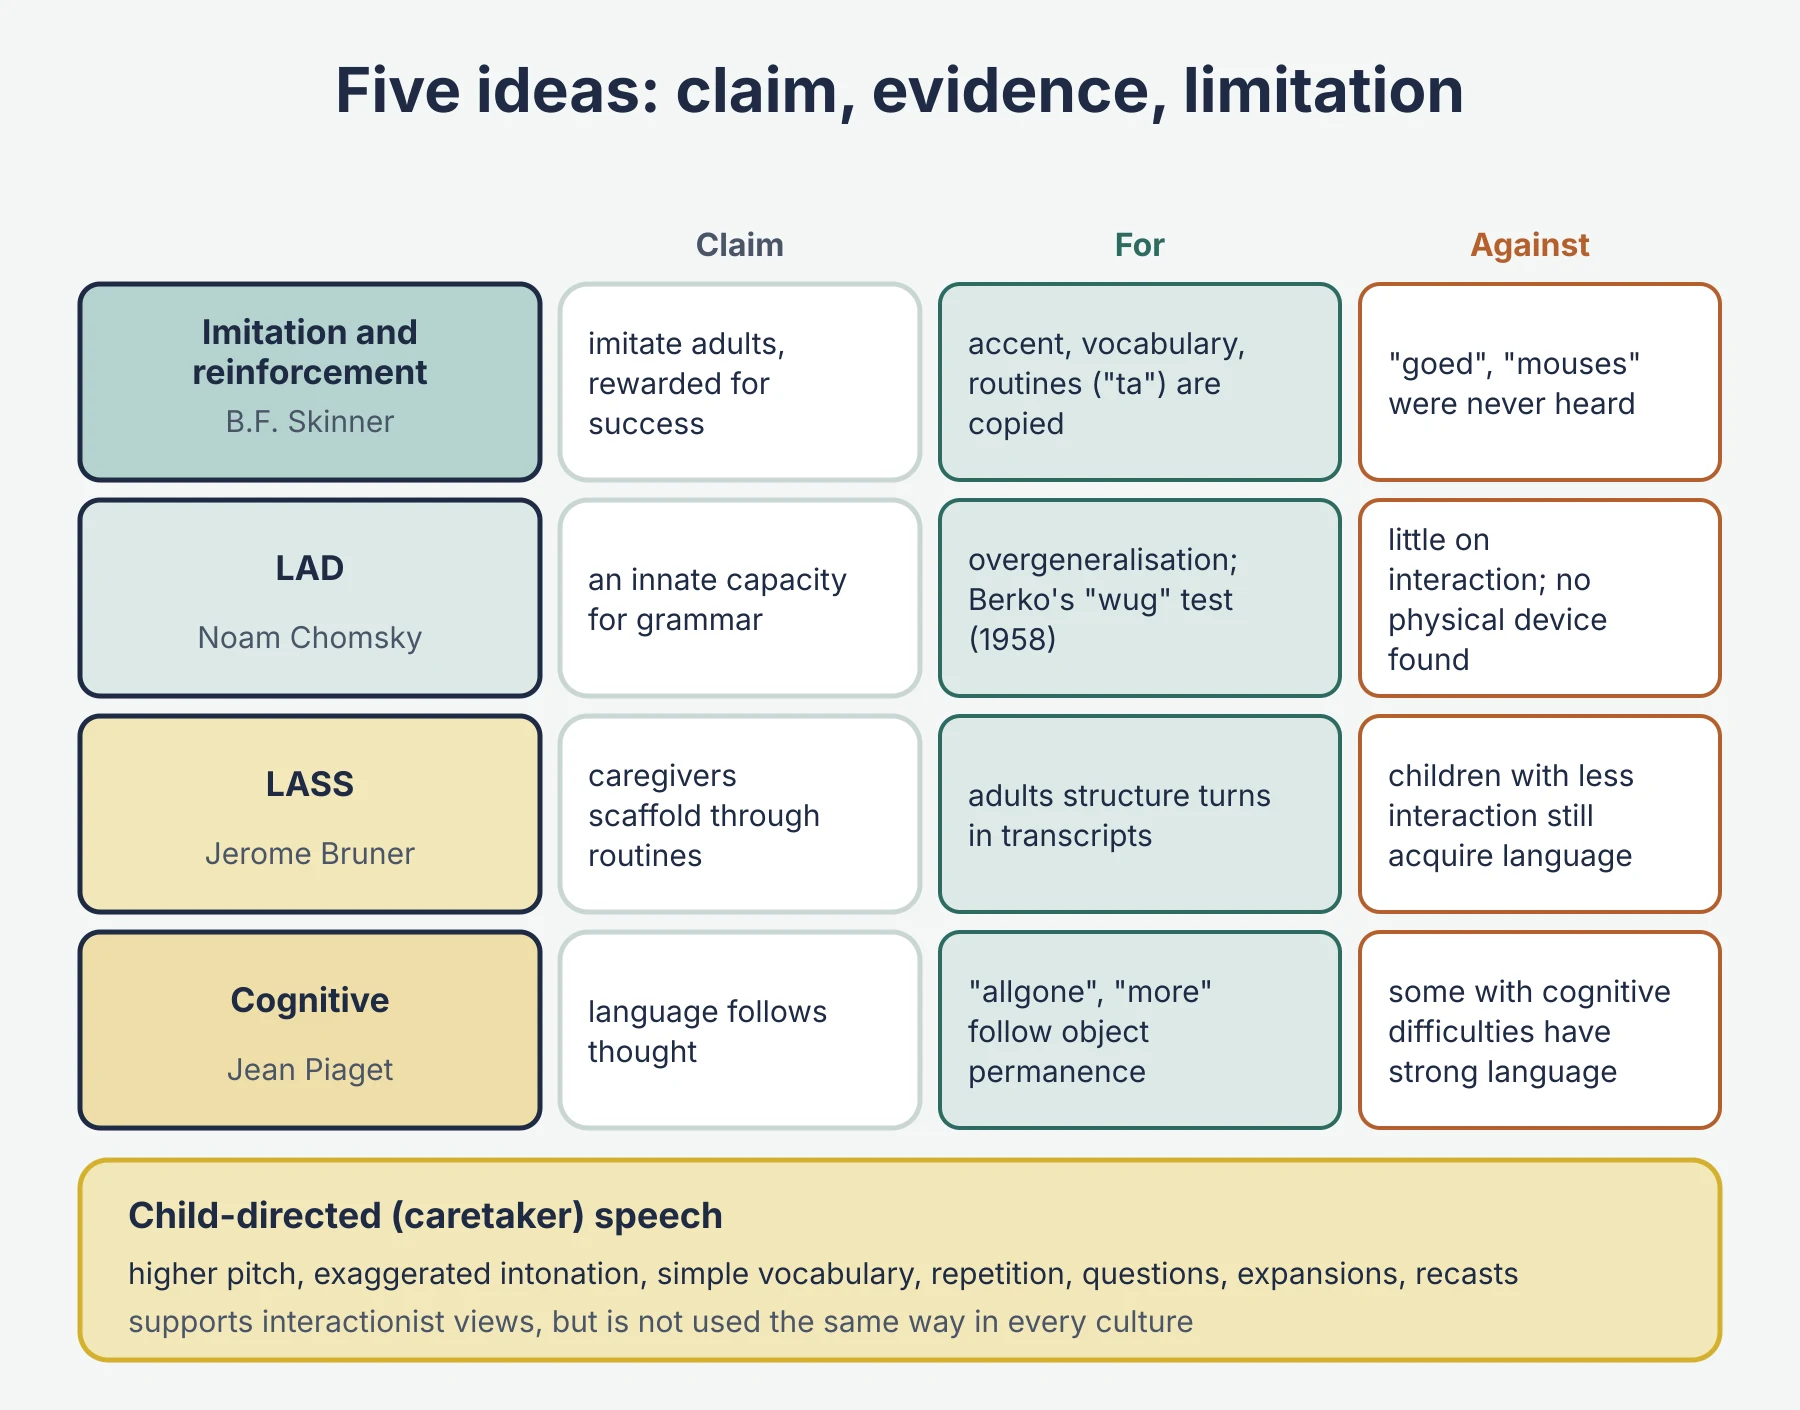 Five ideas: claim, evidence, limitation
Claim
For
Against
Imitation and
reinforcement
B.F. Skinner
imitate adults,
rewarded for
success
accent, vocabulary,
routines ("ta") are
copied
"goed", "mouses"
were never heard
LAD
Noam Chomsky
an innate capacity
for grammar
overgeneralisation;
Berko's "wug" test
(1958)
little on
interaction; no
physical device
found
LASS
Jerome Bruner
caregivers
scaffold through
routines
adults structure turns
in transcripts
children with less
interaction still
acquire language
Cognitive
Jean Piaget
language follows
thought
"allgone", "more"
follow object
permanence
some with cognitive
difficulties have
strong language
Child-directed (caretaker) speech
higher pitch, exaggerated intonation, simple vocabulary, repetition, questions, expansions, recasts
supports interactionist views, but is not used the same way in every culture